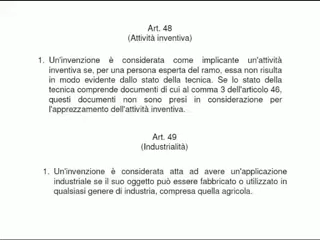 Art. 48
(Attività inventiva)
1. Un'invenzione è considerata come implicante un'attività
inventiva se, per una persona esperta del ramo, essa non risulta
in modo evidente dallo stato della tecnica. Se lo stato della
tecnica comprende documenti di cui al comma 3 dell'articolo 46,
questi documenti non sono presi in considerazione per
l'apprezzamento dell'attività inventiva.
Art. 49
(Industrialità)
1. Un'invenzione è considerata atta ad avere un'applicazione
industriale se il suo oggetto può essere fabbricato o utilizzato in
qualsiasi genere di industria, compresa quella agricola.